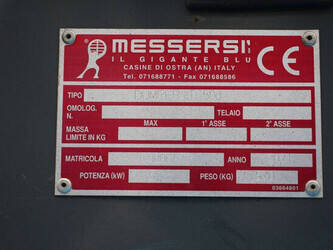 MESSERSI'
IL GIGANTE BLU
CASINE DI OSTRA (AN) ITALY
Tel. 071688771 - Fax 071688586
CE
TIPO
OMOLOG. N.
TELAIO
MAX 1° ASSE 2° ASSE
MASSA LIMITE IN KG
MATRICOLA ANNO
POTENZA (kW) PESO (KG)
03664801